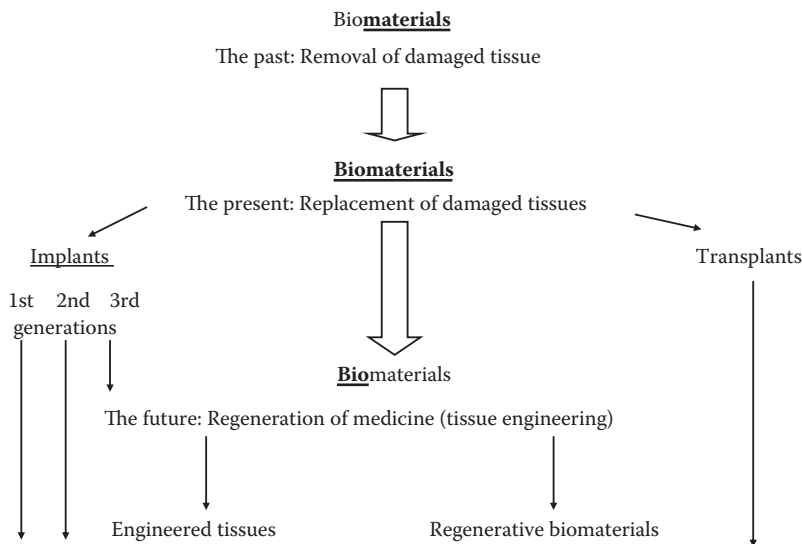 Biomaterials
The past: Removal of damaged tissue
Biomaterials
The present: Replacement of damaged tissues
Implants
Transplants
1st 2nd 3rd
generations
Biomaterials
The future: Regeneration of medicine (tissue engineering)
Engineered tissues
Regenerative biomaterials